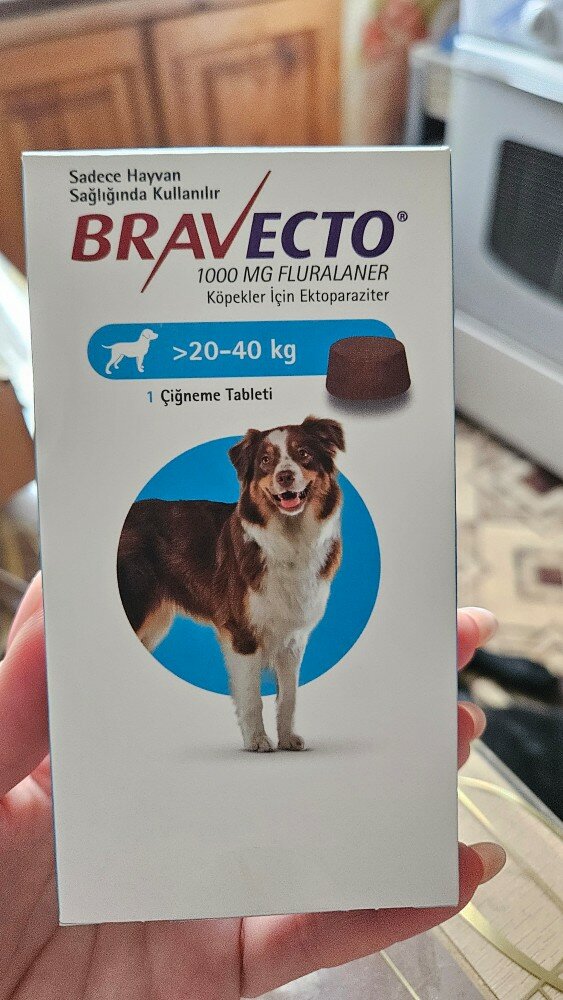 Sadece Hayvan
Sağlığında Kullanılır
BRAVECTO®
1000 MG FLURALANER
Köpekler İçin Ektoparaziter
>20-40 kg
1 Çiğneme Tableti